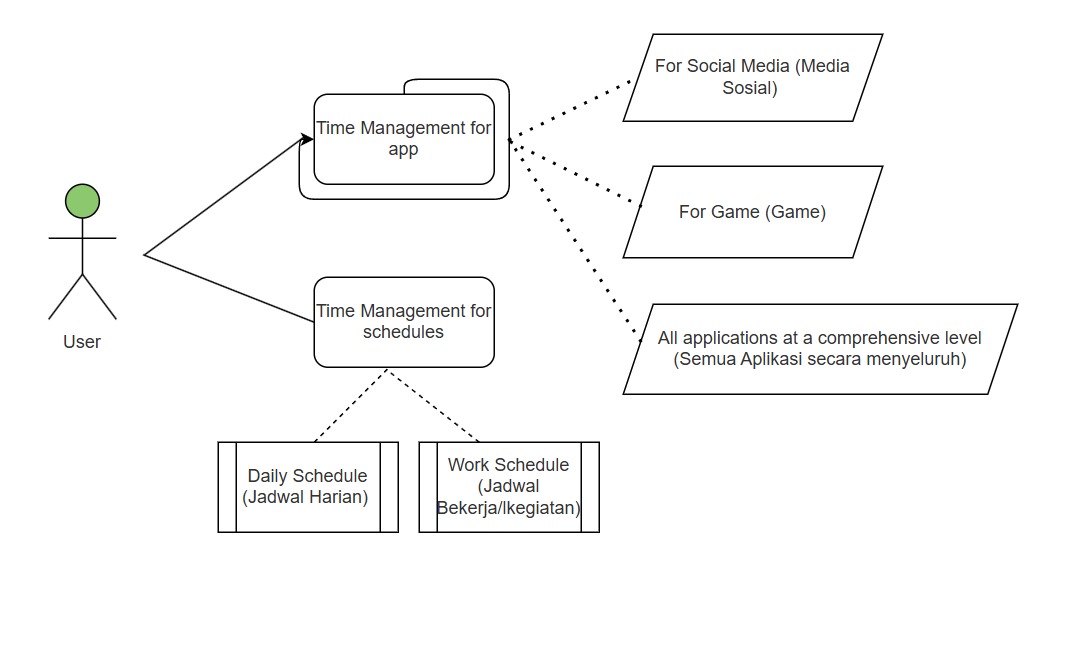 For Social Media (Media
Sosial)
Time Management for
app
For Game (Game)
User
Time Management for
schedules
All applications at a comprehensive level
(Semua Aplikasi secara menyeluruh)
Daily Schedule
(Jadwal Harian)
Work Schedule
(Jadwal
Bekerja/lkegiatan)